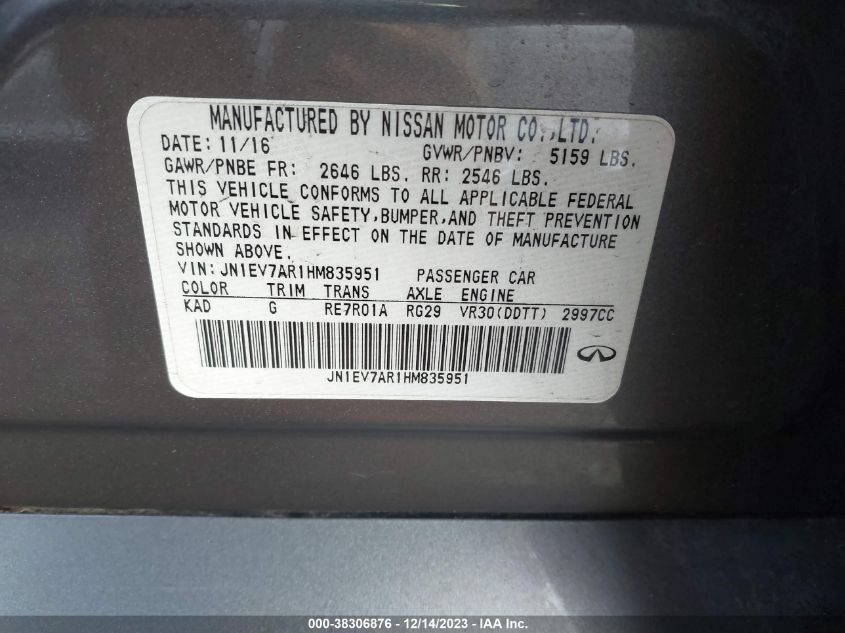 MANUFACTURED BY NISSAN MOTOR CO.,LTD.
DATE: 11/16 GVWR/PNBV: 5159 LBS.
GAWR/PNBE FR: 2646 LBS. RR: 2546 LBS.
THIS VEHICLE CONFORMS TO ALL APPLICABLE FEDERAL
MOTOR VEHICLE SAFETY,BUMPER,AND THEFT PREVENTION
STANDARDS IN EFFECT ON THE DATE OF MANUFACTURE
SHOWN ABOVE.
VIN:JN1EV7AR1HM835951 PASSENGER CAR
COLOR TRIM TRANS AXLE ENGINE
KAD G RE7R01A RG29 VR30(DDTT) 2997CC
JN1EV7AR1HM835951
000-38306876 - 12/14/2023 - IAA Inc.